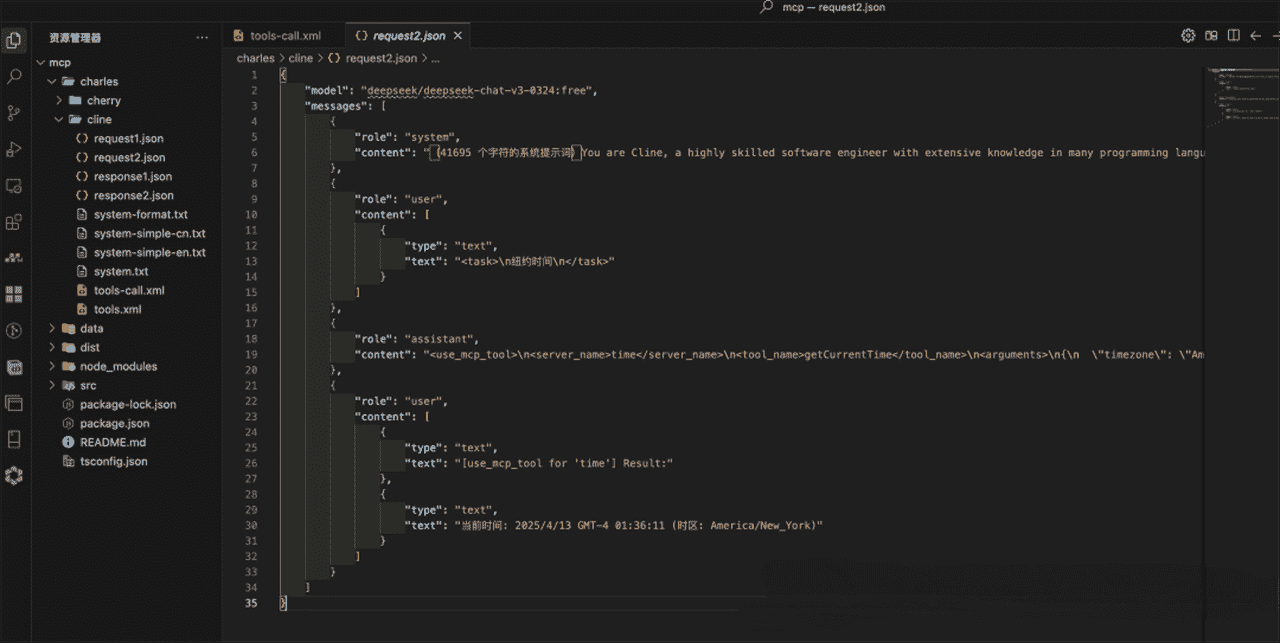 mcp — request2.json
资源管理器
···
tools-call.xml
{} request2.json ×
charles > cline > {} request2.json > ...
mcp
charles
cherry
cline
{} request1.json
{} request2.json
{} response1.json
{} response2.json
system-format.txt
system-simple-cn.txt
system-simple-en.txt
system.txt
tools-call.xml
tools.xml
data
dist
node_modules
src
package-lock.json
package.json
README.md
tsconfig.json
1 {
2 "model": "deepseek/deepseek-chat-v3-0324:free",
3 "messages": [
4 {
5 "role": "system",
6 "content": "（41695 个字符的系统提示词）You are Cline, a highly skilled software engineer with extensive knowledge in many programming langu
7 },
8 {
9 "role": "user",
10 "content": [
11 {
12 "type": "text",
13 "text": "<task>\n纽约时间\n</task>"
14 }
15 ]
16 },
17 {
18 "role": "assistant",
19 "content": "<use_mcp_tool>\n<server_name>time</server_name>\n<tool_name>getCurrentTime</tool_name>\n<arguments>\n{\n  \"timezone\": \"Am
20 },
21 {
22 "role": "user",
23 "content": [
24 {
25 "type": "text",
26 "text": "[use_mcp_tool for 'time'] Result:"
27 },
28 {
29 "type": "text",
30 "text": "当前时间: 2025/4/13 GMT-4 01:36:11 (时区: America/New_York)"
31 }
32 ]
33 }
34 ]
35 }